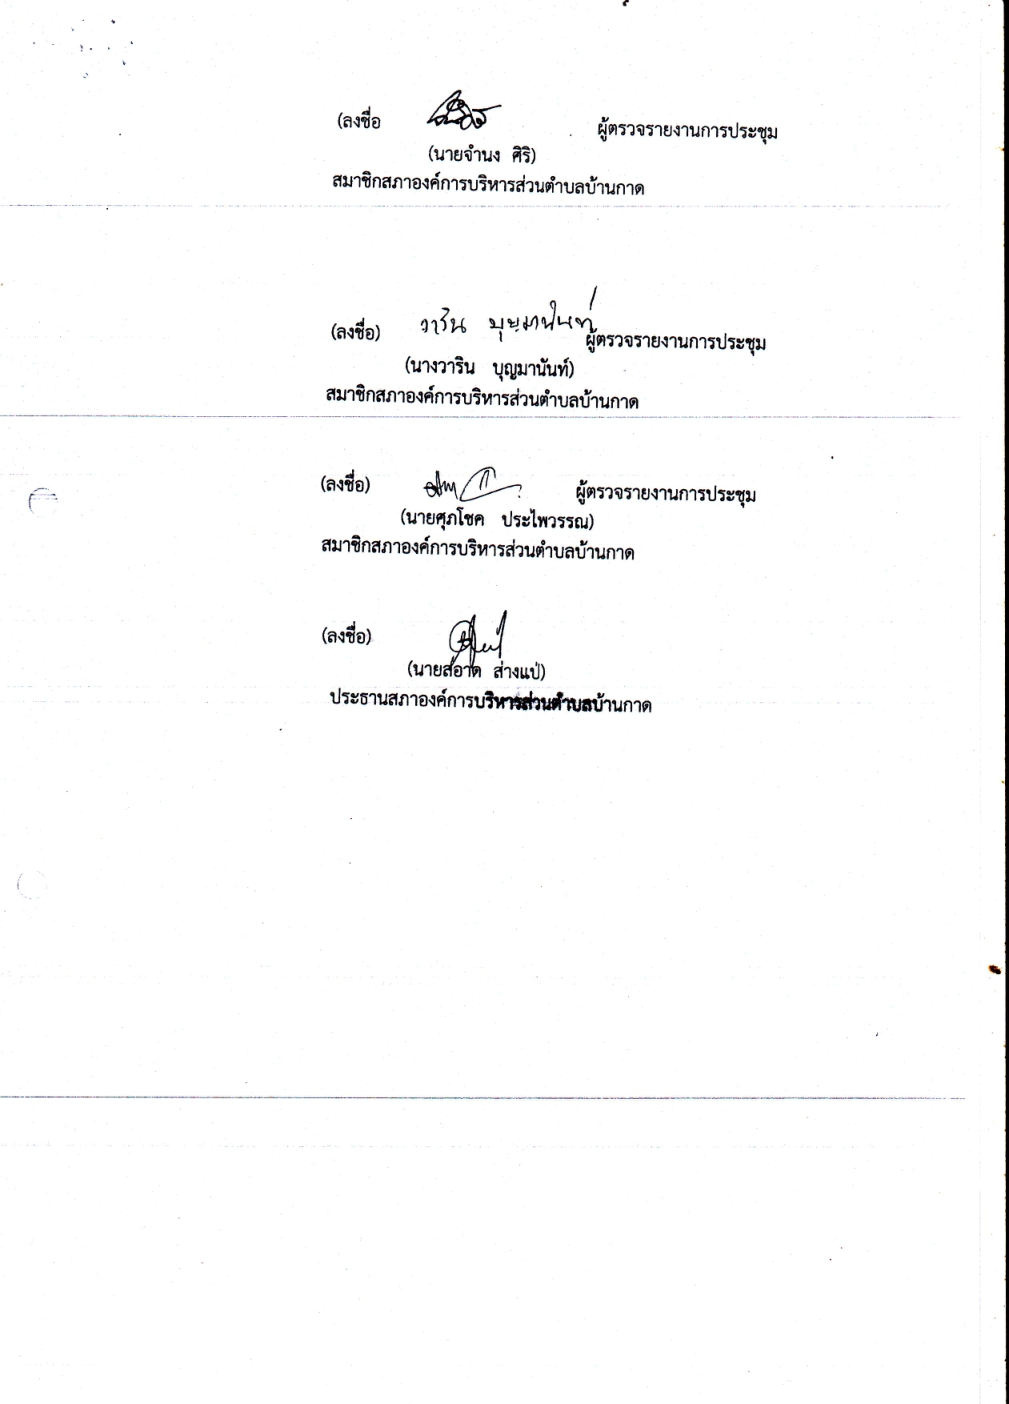 (ลงชื่อ ผู้ตรวจรายงานการประชุม
(นายจำนง ศิริ)
สมาชิกสภาองค์การบริหารส่วนตำบลบ้านกาด
(ลงชื่อ) วาริน บุญมานันท์ ผู้ตรวจรายงานการประชุม
(นางวาริน บุญมานันท์)
สมาชิกสภาองค์การบริหารส่วนตำบลบ้านกาด
(ลงชื่อ) ผู้ตรวจรายงานการประชุม
(นายศุภโชค ประไพวรรณ)
สมาชิกสภาองค์การบริหารส่วนตำบลบ้านกาด
(ลงชื่อ)
(นายสอาด ส่างแป่)
ประธานสภาองค์การบริหารส่วนตำบลบ้านกาด